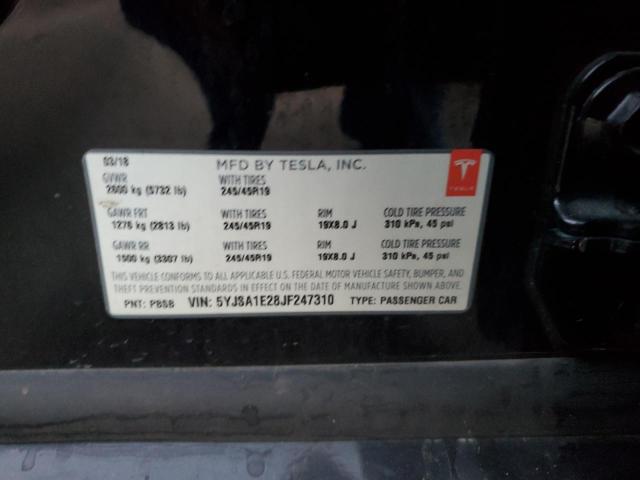 03/18 MFD BY TESLA, INC.
GVWR WITH TIRES
2600 kg (5732 lb) 245/45R19
TESLA
GAWR FRT WITH TIRES RIM COLD TIRE PRESSURE
1276 kg (2813 lb) 245/45R19 19X8.0 J 310 kPa, 45 psi
GAWR RR WITH TIRES RIM COLD TIRE PRESSURE
1500 kg (3307 lb) 245/45R19 19X8.0 J 310 kPa, 45 psi
THIS VEHICLE CONFORMS TO ALL APPLICABLE U.S. FEDERAL MOTOR VEHICLE SAFETY, BUMPER, AND
THEFT PREVENTION STANDARDS IN EFFECT ON THE DATE OF MANUFACTURE SHOWN ABOVE.
PNT: PBSB VIN: 5YJSA1E28JF247310 TYPE: PASSENGER CAR